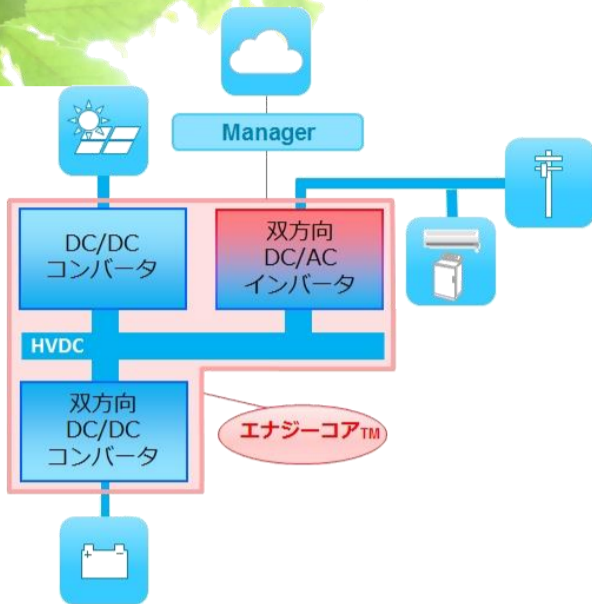 Manager
DC/DC
コンバータ
双方向
DC/AC
インバータ
HVDC
双方向
DC/DC
コンバータ
エナジーコアTM
+ -